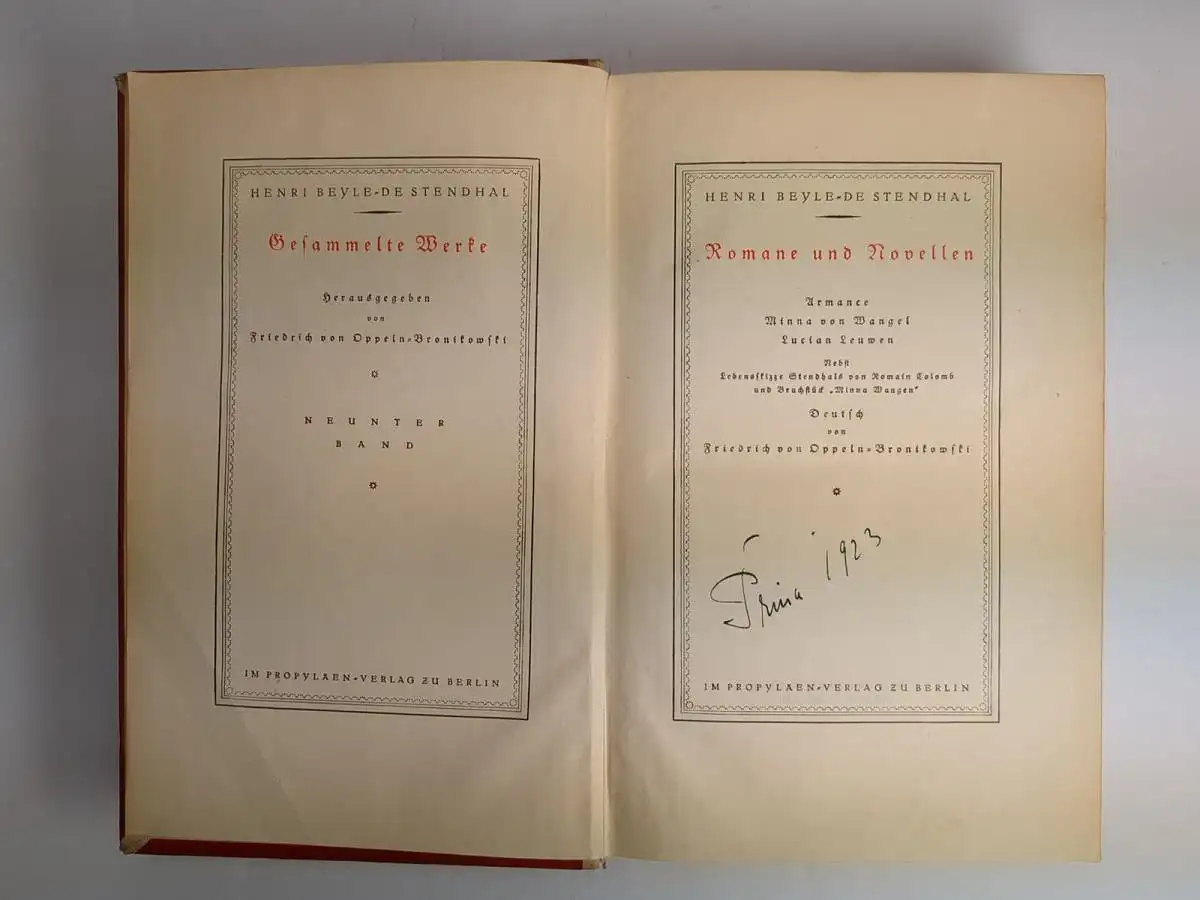 HENRI BEYLE-DE STENDHAL
Gesammelte Werke
Herausgegeben
von
Friedrich von Oppeln-Bronikowski
NEUNTER
BAND
IM PROPYLAEN-VERLAG ZU BERLIN
HENRI BEYLE-DE STENDHAL
Romane und Novellen
Armance
Minna von Wangel
Lucian Leuwen
Nebst
Lebensskizze Stendhals von Romain Colomb
und Bruchstück „Minna Wangen"
Deutsch
von
Friedrich von Oppeln-Bronikowski
1923
IM PROPYLAEN-VERLAG ZU BERLIN